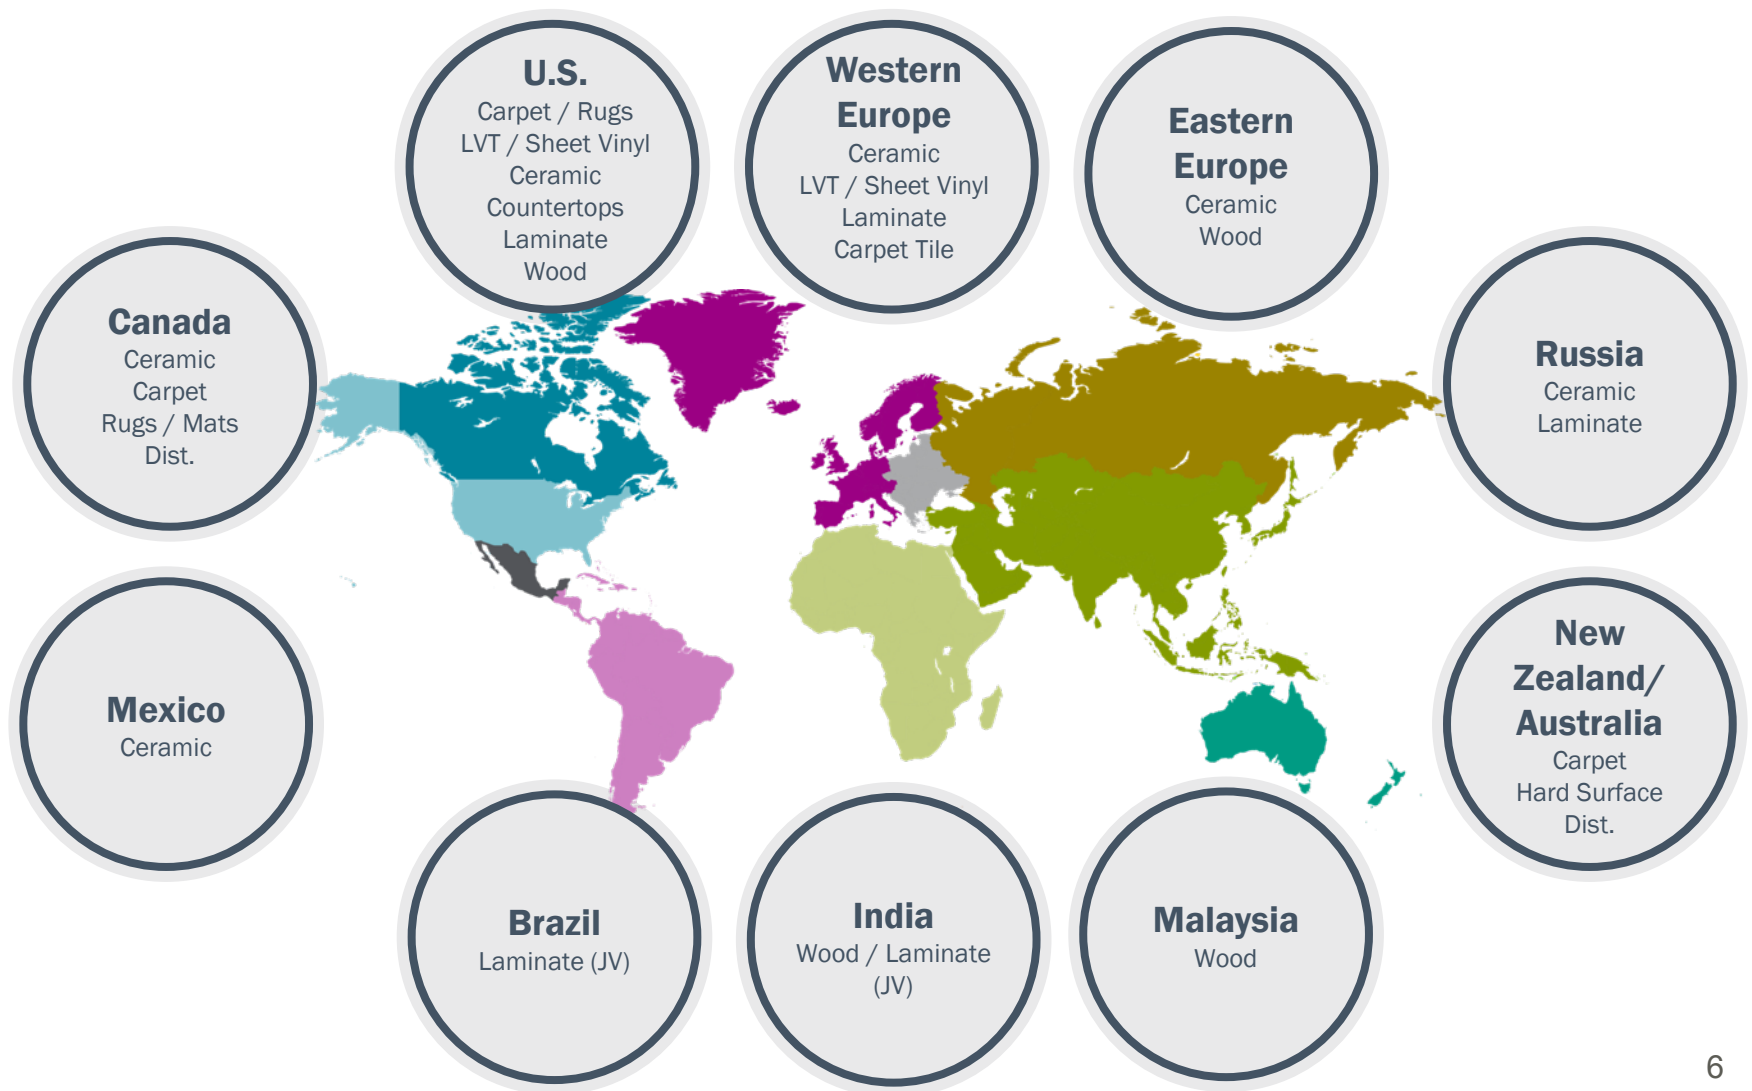 U.S.
Carpet / Rugs
LVT / Sheet Vinyl
Ceramic
Countertops
Laminate
Wood
Western
Europe
Ceramic
LVT / Sheet Vinyl
Laminate
Carpet Tile
Eastern
Europe
Ceramic
Wood
Canada
Ceramic
Carpet
Rugs / Mats
Dist.
Russia
Ceramic
Laminate
Mexico
Ceramic
New
Zealand/
Australia
Carpet
Hard Surface
Dist.
Brazil
Laminate (JV)
India
Wood / Laminate
(JV)
Malaysia
Wood
6